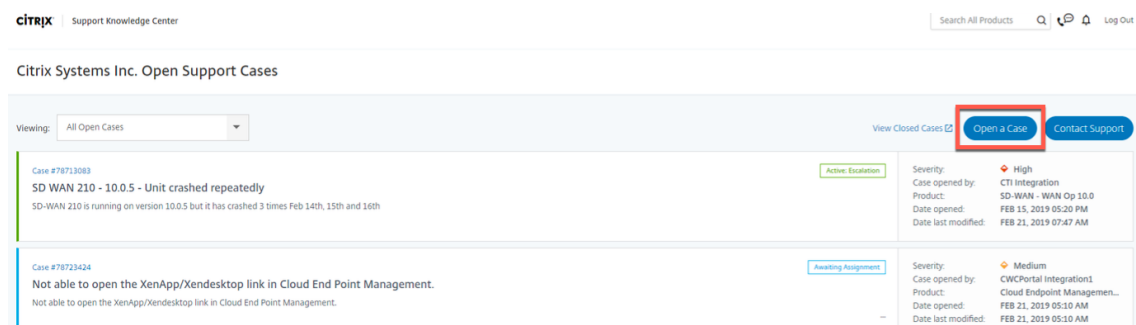 CİTRIX Support Knowledge Center Search All Products Log Out
Citrix Systems Inc. Open Support Cases
Viewing: All Open Cases View Closed Cases Open a Case Contact Support
Case #78713083 Active: Escalation Severity: High
SD WAN 210 - 10.0.5 - Unit crashed repeatedly Case opened by: CTI Integration
SD-WAN 210 is running on version 10.0.5 but it has crashed 3 times Feb 14th, 15th and 16th Product: SD-WAN - WAN Op 10.0
Date opened: FEB 15, 2019 05:20 PM
Date last modified: FEB 21, 2019 07:47 AM
Case #78723424 Awaiting Assignment Severity: Medium
Not able to open the XenApp/Xendesktop link in Cloud End Point Management. Case opened by: CWCPortal Integration1
Not able to open the XenApp/Xendesktop link in Cloud End Point Management. Product: Cloud Endpoint Managemen...
Date opened: FEB 21, 2019 05:10 AM
Date last modified: FEB 21, 2019 05:10 AM